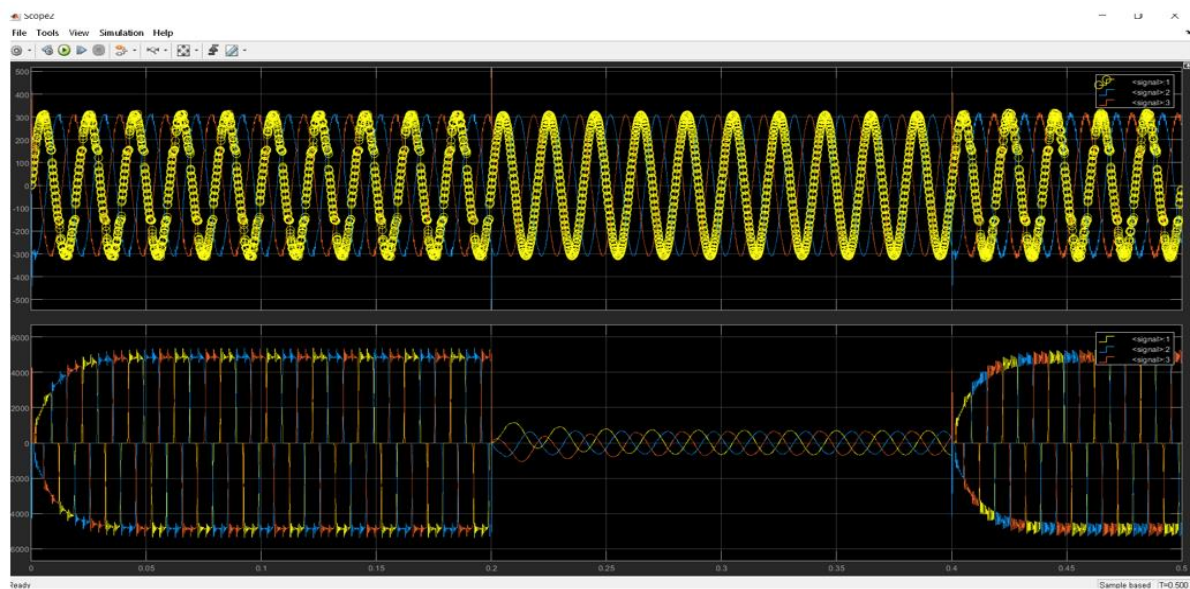 Scope2
File Tools View Simulation Help
500
400
300
200
100
0
-100
-200
-300
-400
-500
<signal>:1
<signal>:2
<signal>:3
6000
4000
2000
0
2000
4000
6000
<signal>:1
<signal>:2
<signal>:3
0 0.05 0.1 0.15 0.2 0.25 0.3 0.35 0.4 0.45 0.5
Ready
Sample based T=0.500